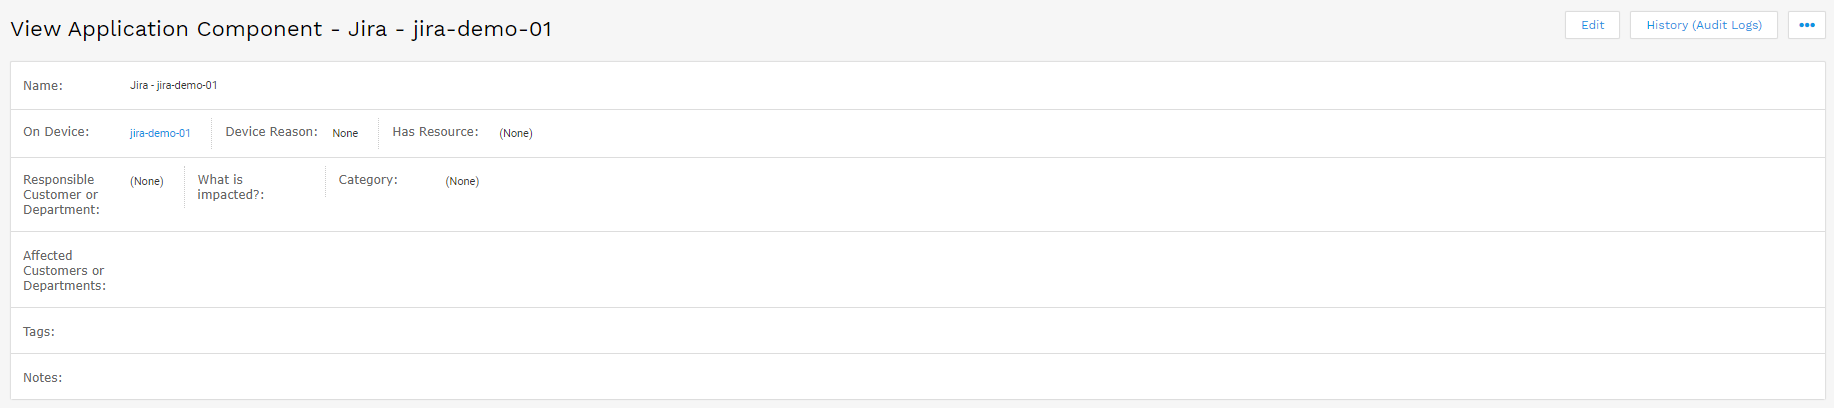 View Application Component - Jira - jira-demo-01
Edit
History (Audit Logs)
•••
Name: Jira - jira-demo-01
On Device: jira-demo-01 Device Reason: None Has Resource: (None)
Responsible
Customer or
Department:
(None)
What is
impacted?:
Category: (None)
Affected
Customers or
Departments:
Tags:
Notes: